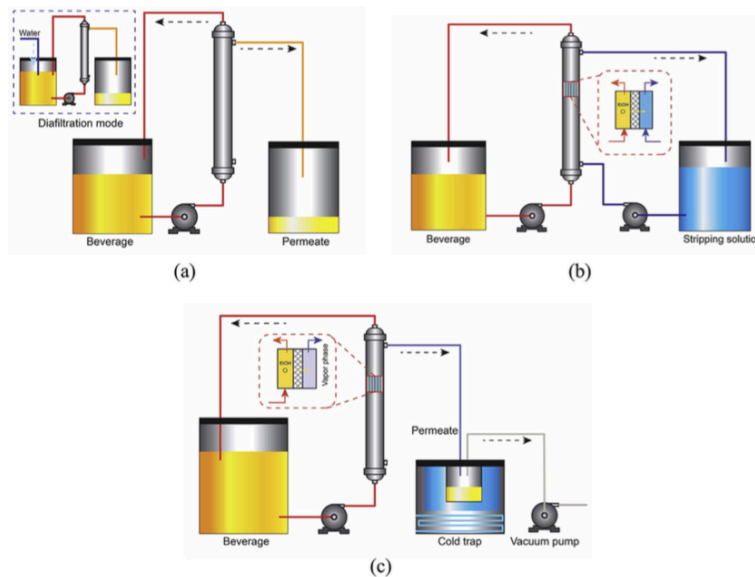 Water
Diafiltration mode
Beverage
Permeate
(a)
EtOH
Beverage
Stripping solutio
(b)
EtOH
Vapor phase
Permeate
Beverage
Cold trap
Vacuum pump
(c)